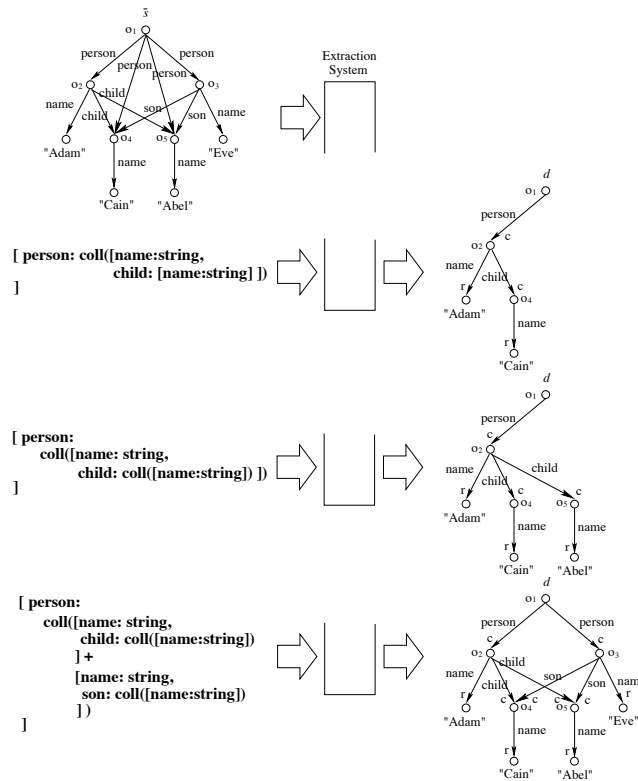 s̄
o1
person
person
person
person
o2
o3
name
child
child
son
son
name
o4
o5
"Adam"
name
name
"Eve"
"Cain"
"Abel"
Extraction
System
[ person: coll([name:string,
child: [name:string] ])
]
d
o1
person
o2
c
name
child
r
c
o4
"Adam"
name
r
"Cain"
[ person:
coll([name: string,
child: coll([name:string]) ])
]
d
o1
person
c
o2
child
name
child
r
c
c
o4
o5
"Adam"
name
name
r
r
"Cain"
"Abel"
[ person:
coll([name: string,
child: coll([name:string])
] +
[name: string,
son: coll([name:string])
] )
]
d
o1
person
person
c
c
o2
o3
name
child
child
son
son
name
r
c
c
c
c
r
o4
o5
"Adam"
name
name
"Eve"
r
r
"Cain"
"Abel"